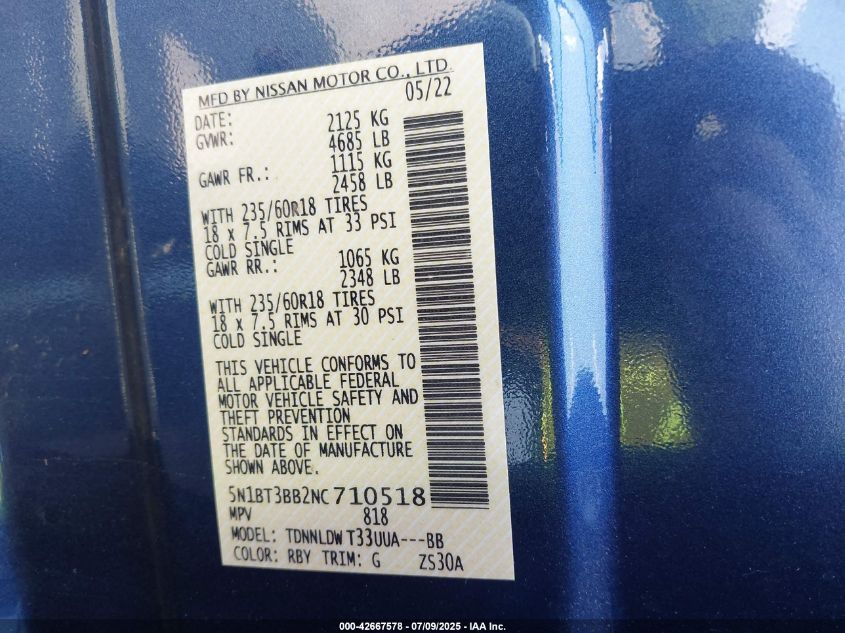 MFD BY NISSAN MOTOR CO., LTD.
DATE: 05/22
GVWR: 2125 KG
4685 LB
GAWR FR.: 1115 KG
2458 LB
WITH 235/60R18 TIRES
18 x 7.5 RIMS AT 33 PSI
COLD SINGLE
GAWR RR.: 1065 KG
2348 LB
WITH 235/60R18 TIRES
18 x 7.5 RIMS AT 30 PSI
COLD SINGLE
THIS VEHICLE CONFORMS TO
ALL APPLICABLE FEDERAL
MOTOR VEHICLE SAFETY AND
THEFT PREVENTION
STANDARDS IN EFFECT ON
THE DATE OF MANUFACTURE
SHOWN ABOVE.
5N1BT3BB2NC710518
MPV 818
MODEL: TDNNLDW T33UUA---BB
COLOR: RBY TRIM: G ZS30A
000-42667578 - 07/09/2025 - IAA Inc.